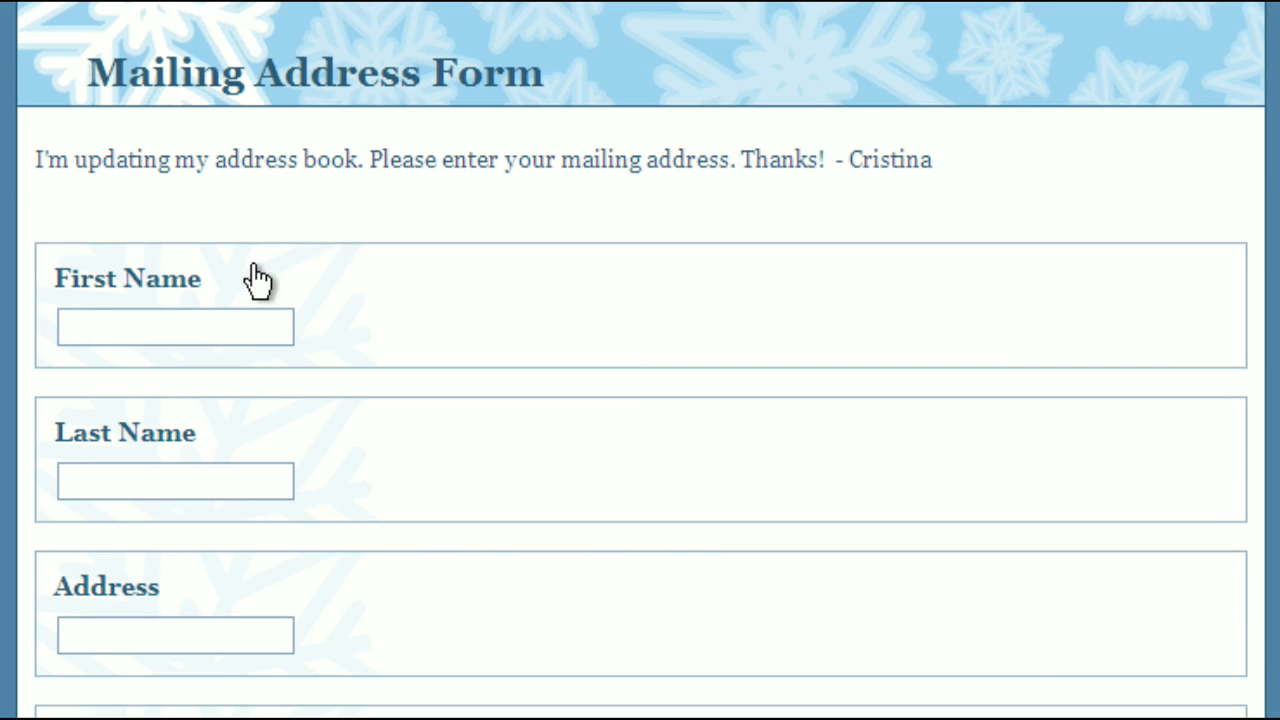 Mailing Address Form
I'm updating my address book. Please enter your mailing address. Thanks!  - Cristina
First Name
Last Name
Address